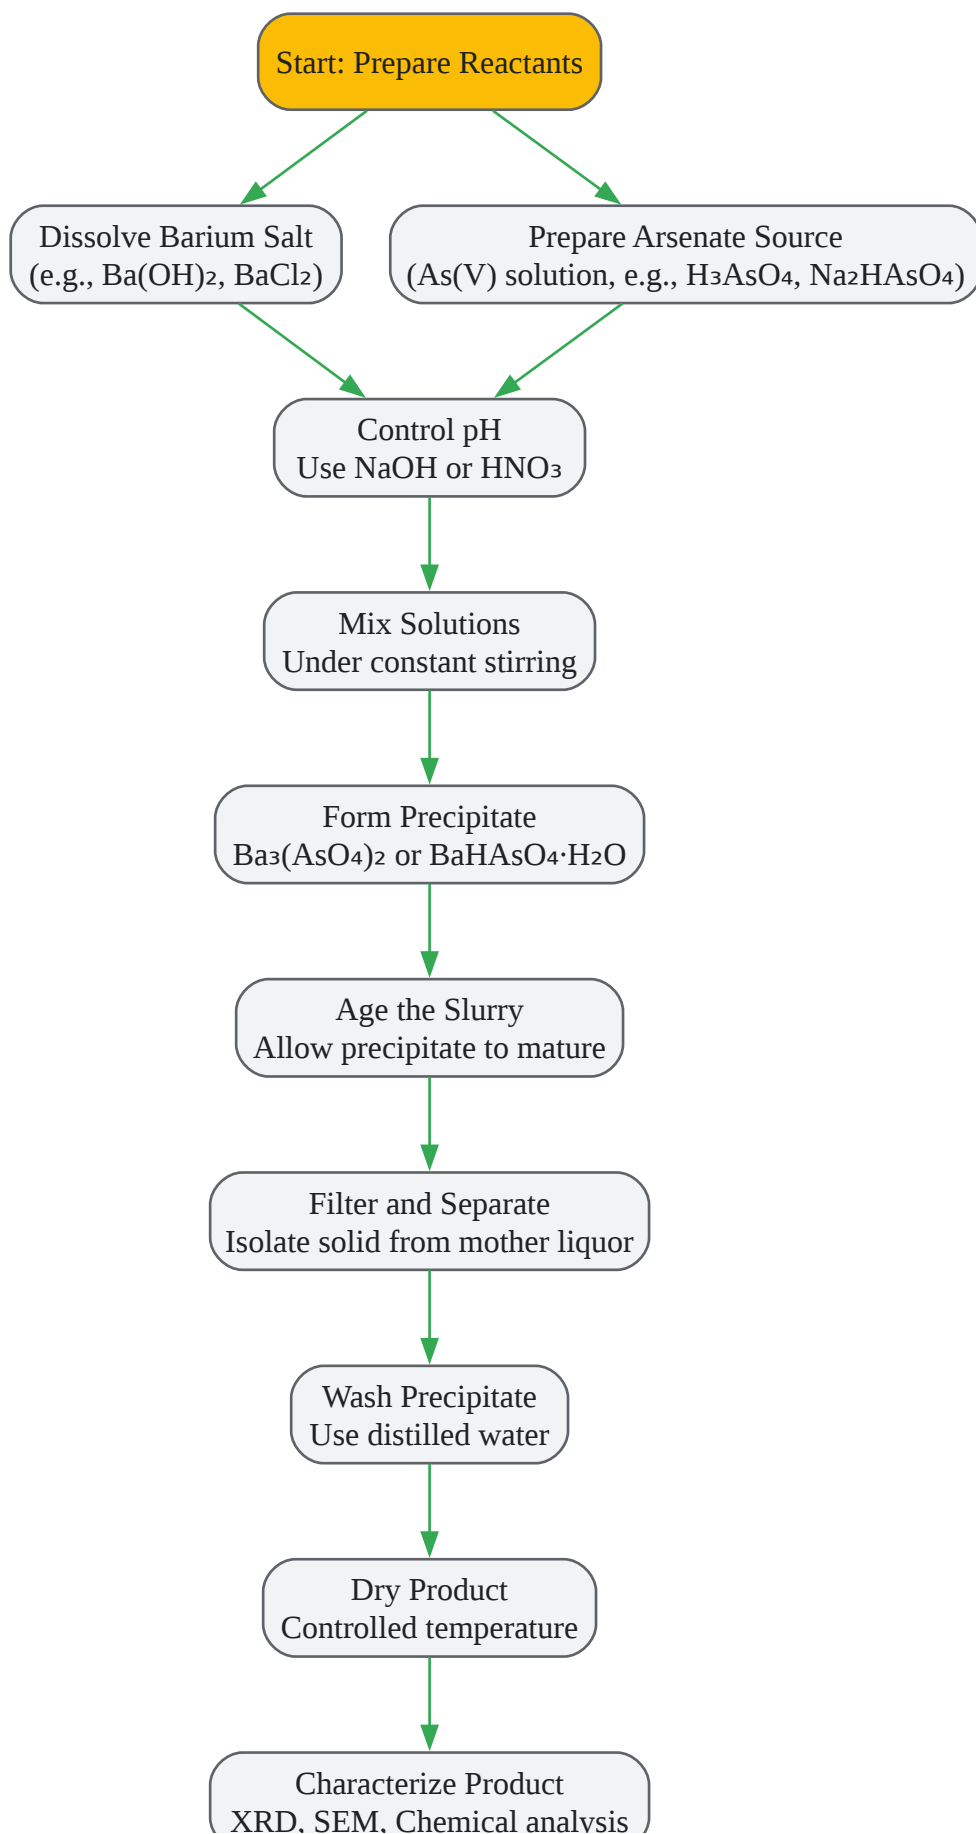 Start: Prepare Reactants
Dissolve Barium Salt
(e.g., Ba(OH)₂, BaCl₂)
Prepare Arsenate Source
(As(V) solution, e.g., H₃AsO₄, Na₂HAsO₄)
Control pH
Use NaOH or HNO₃
Mix Solutions
Under constant stirring
Form Precipitate
Ba₃(AsO₄)₂ or BaHAsO₄·H₂O
Age the Slurry
Allow precipitate to mature
Filter and Separate
Isolate solid from mother liquor
Wash Precipitate
Use distilled water
Dry Product
Controlled temperature
Characterize Product
XRD, SEM, Chemical analysis